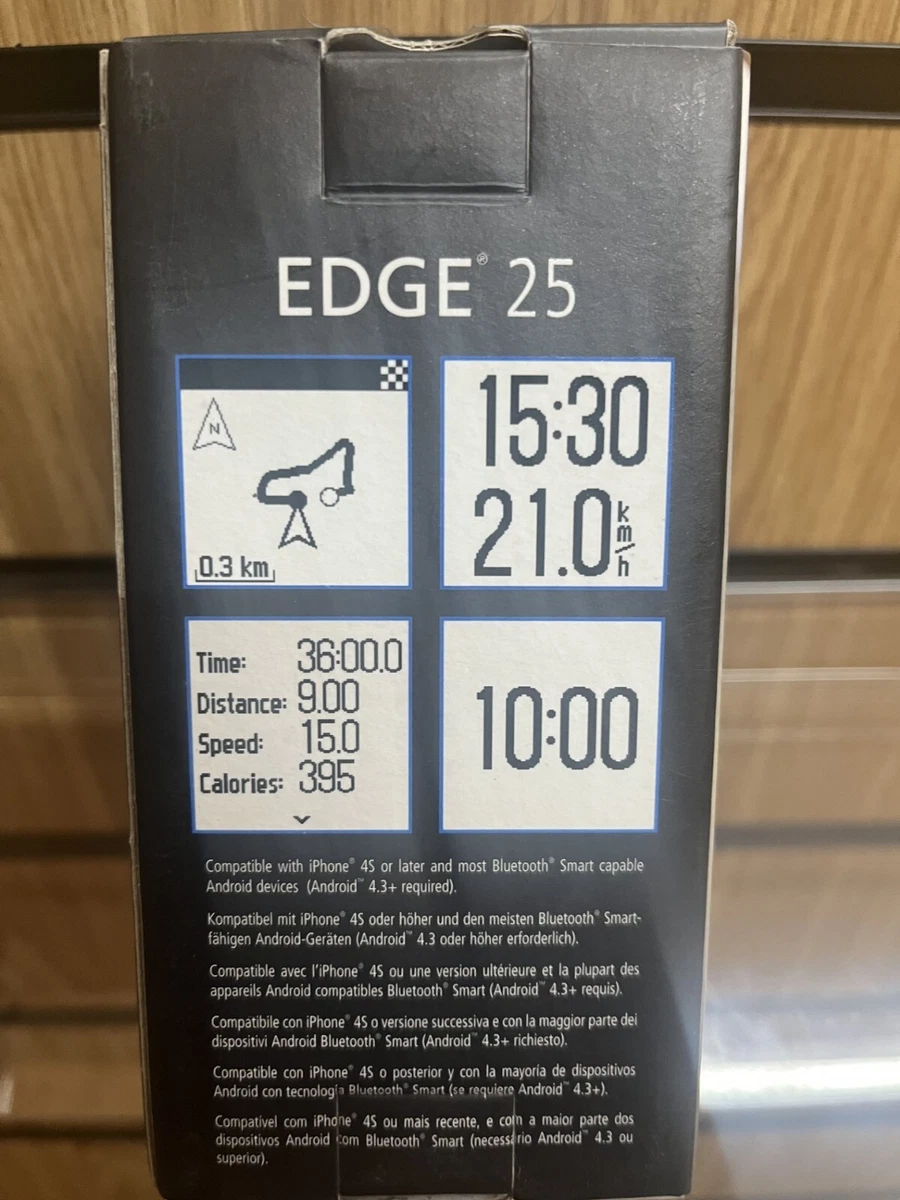 EDGE® 25
N
0.3 km
15:30
21.0 km/h
Time: 36:00.0
Distance: 9.00
Speed: 15.0
Calories: 395
10:00
Compatible with iPhone® 4S or later and most Bluetooth® Smart capable
Android devices (Android™ 4.3+ required).
Kompatibel mit iPhone® 4S oder höher und den meisten Bluetooth® Smart-
fähigen Android-Geräten (Android™ 4.3 oder höher erforderlich).
Compatible avec l'iPhone® 4S ou une version ultérieure et la plupart des
appareils Android compatibles Bluetooth® Smart (Android™ 4.3+ requis).
Compatibile con iPhone® 4S o versione successiva e con la maggior parte dei
dispositivi Android Bluetooth® Smart (Android™ 4.3+ richiesto).
Compatible con iPhone® 4S o posterior y con la mayoría de dispositivos
Android con tecnología Bluetooth® Smart (se requiere Android™ 4.3+).
Compatível com iPhone® 4S ou mais recente, e com a maior parte dos
dispositivos Android com Bluetooth® Smart (necessário Android™ 4.3 ou
superior).